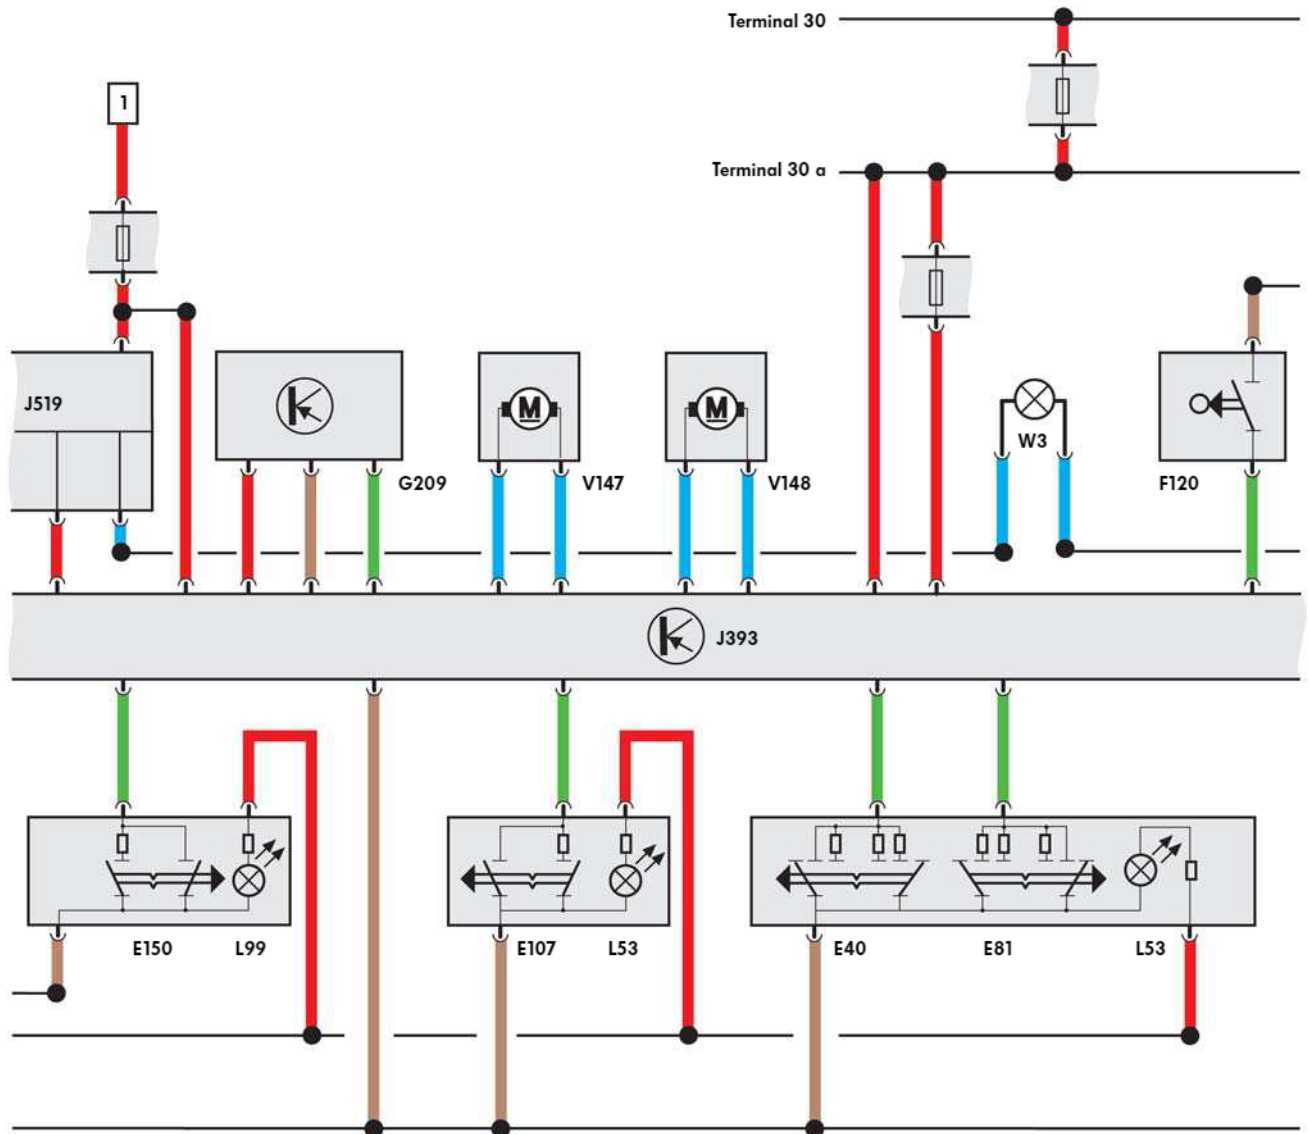 Terminal 30
1
Terminal 30 a
J519
M
M
W3
G209
V147
V148
F120
J393
E150
L99
E107
L53
E40
E81
L53